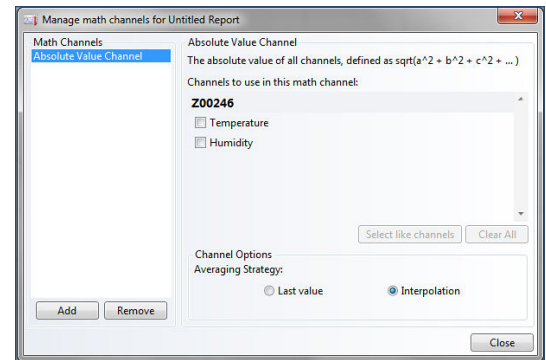 Manage math channels for Untitled Report
Math Channels
Absolute Value Channel
Add
Remove
Absolute Value Channel
The absolute value of all channels, defined as sqrt(a^2 + b^2 + c^2 + ... )
Channels to use in this math channel:
Z00246
Temperature
Humidity
Select like channels
Clear All
Channel Options
Averaging Strategy:
Last value
Interpolation
Close